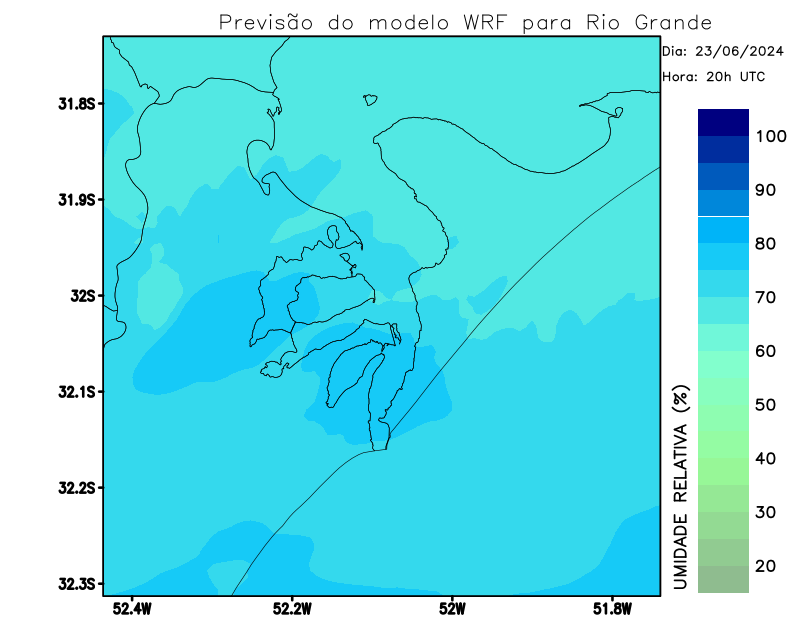 Previsão do modelo WRF para Rio Grande
Dia: 23/06/2024
Hora: 20h UTC
31.8S
31.9S
32S
32.1S
32.2S
32.3S
52.4W
52.2W
52W
51.8W
100
90
80
70
60
50
40
30
20
UMIDADE RELATIVA (%)